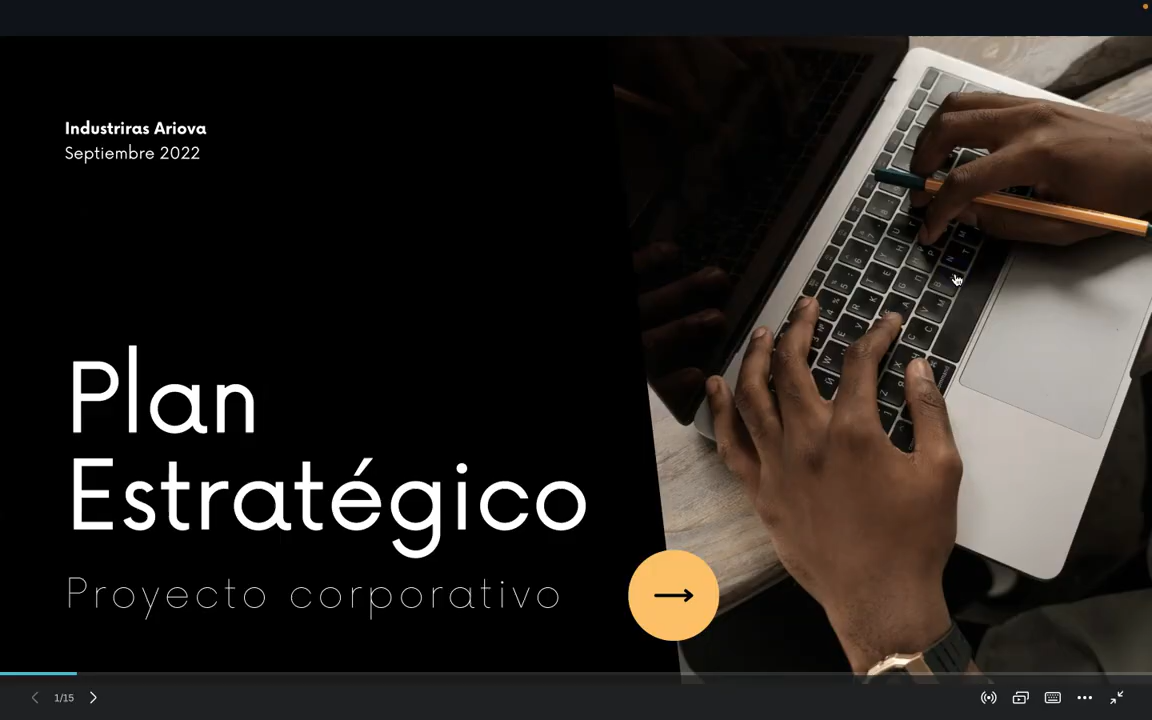 Industriras Ariova
Septiembre 2022
Plan
Estratégico
Proyecto corporativo
1/15